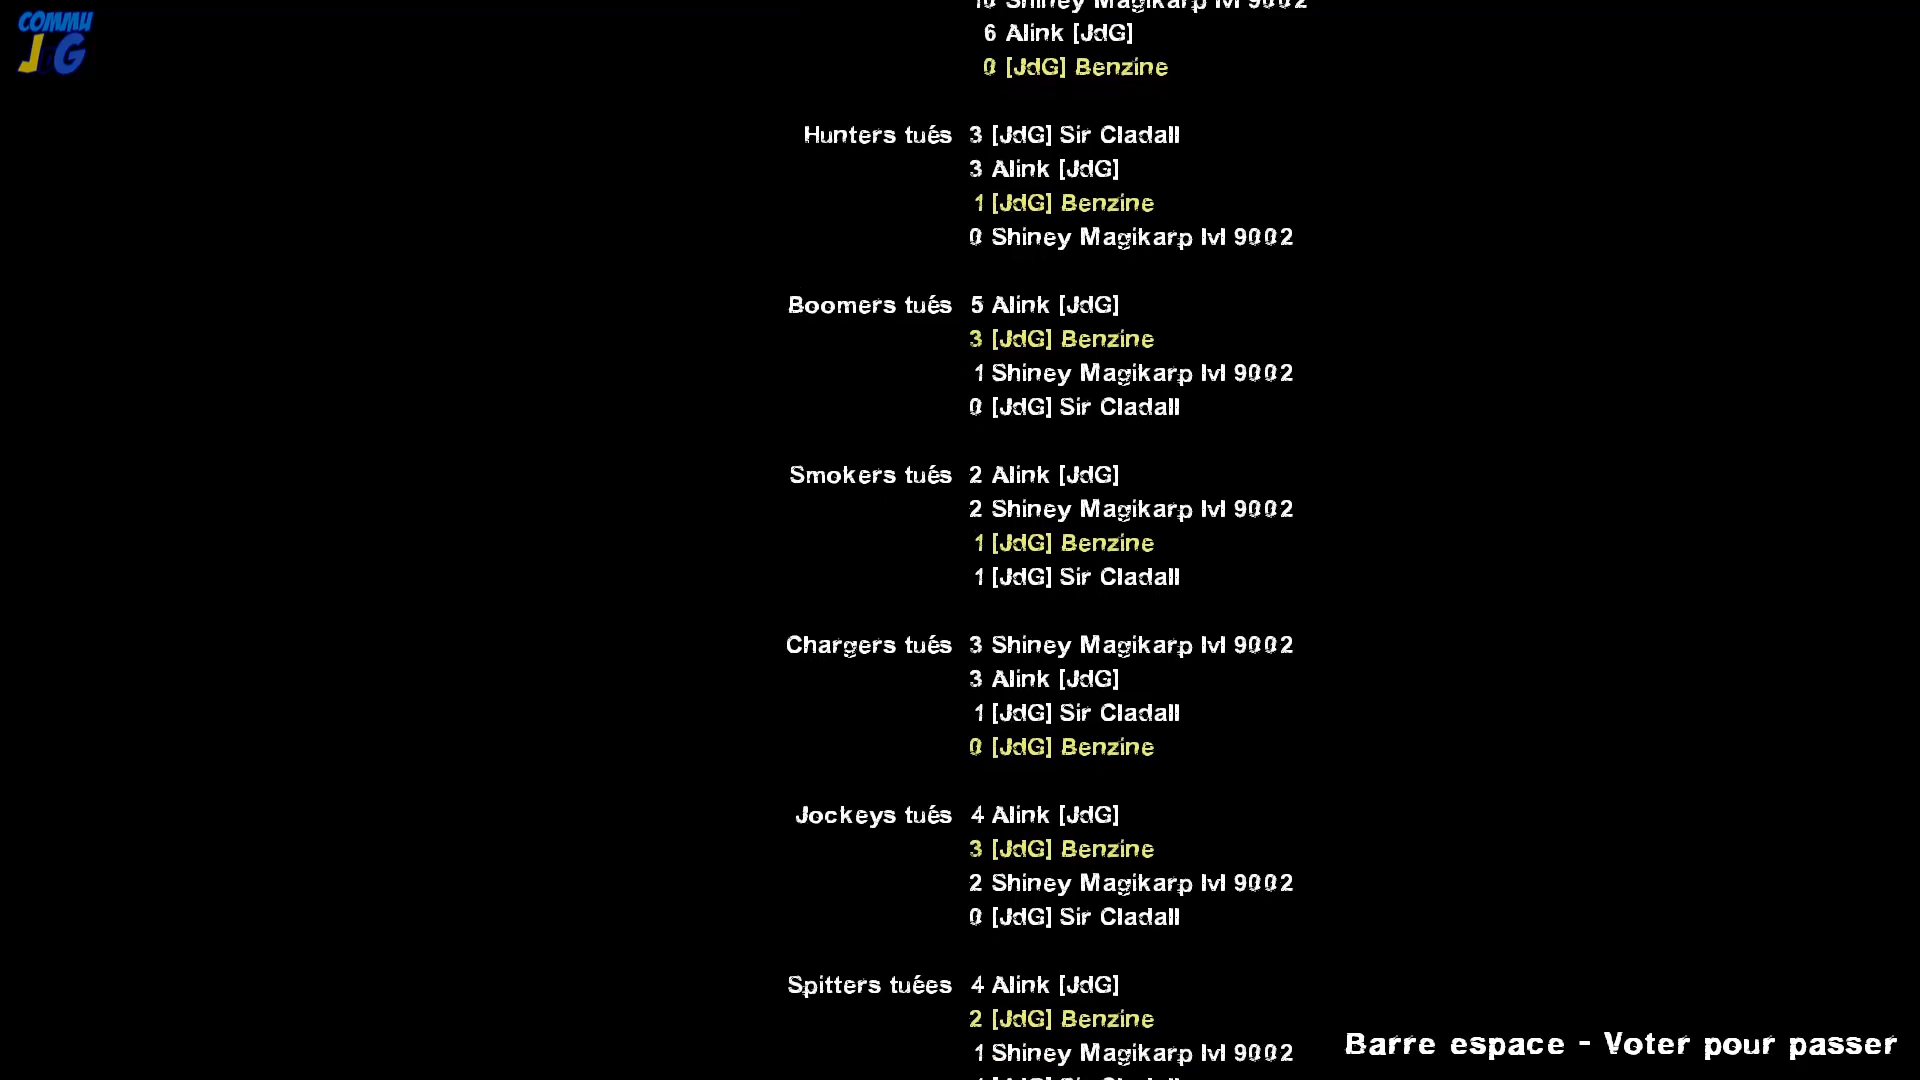 COMMU
JdG
10 Shiney Magikarp lvl 9002
6 Alink [JdG]
0 [JdG] Benzine
Hunters tués 3 [JdG] Sir Cladall
3 Alink [JdG]
1 [JdG] Benzine
0 Shiney Magikarp lvl 9002
Boomers tués 5 Alink [JdG]
3 [JdG] Benzine
1 Shiney Magikarp lvl 9002
0 [JdG] Sir Cladall
Smokers tués 2 Alink [JdG]
2 Shiney Magikarp lvl 9002
1 [JdG] Benzine
1 [JdG] Sir Cladall
Chargers tués 3 Shiney Magikarp lvl 9002
3 Alink [JdG]
1 [JdG] Sir Cladall
0 [JdG] Benzine
Jockeys tués 4 Alink [JdG]
3 [JdG] Benzine
2 Shiney Magikarp lvl 9002
0 [JdG] Sir Cladall
Spitters tuées 4 Alink [JdG]
2 [JdG] Benzine
1 Shiney Magikarp lvl 9002
Barre espace - Voter pour passer